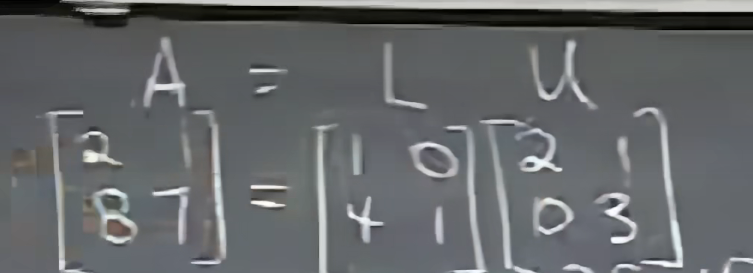 A = L U
[2 1] = [1 0] [2 1]
[8 7] [4 1] [0 3]